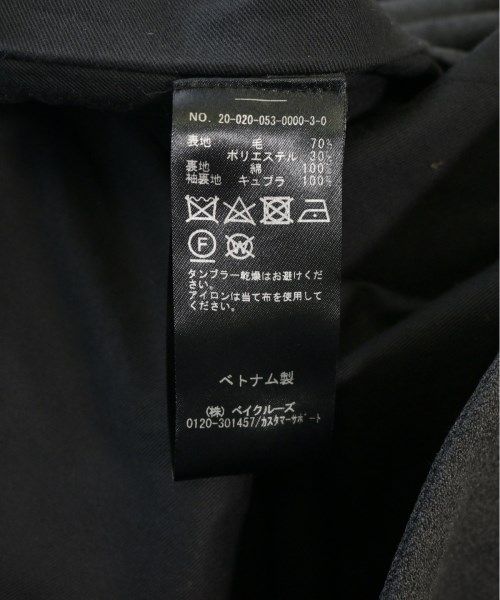 NO. 20-020-053-0000-3-0
表地 毛 70%
ポリエステル 30%
裏地 綿 100%
袖裏地 キュプラ 100%
F W
タンブラー乾燥はお避けくだ
さい。
アイロンは当て布を使用して
ください。
ベトナム製
(株) ベイクルーズ
0120-301457/カスタマーサポート